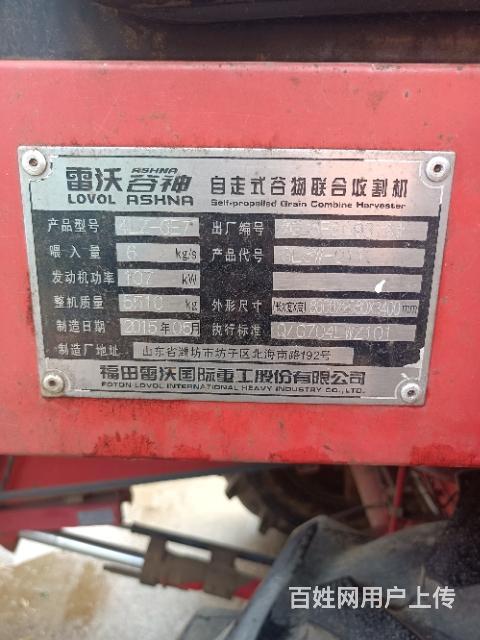 雷沃 ASHNA 谷神 自走式谷物联合收割机
LOVOL ASHNA Self-propelled Grain Combine Harvester
产品型号 出厂编号
喂入量 6 kg/s 产品代号
发动机功率 107 kW
整机质量 5510 kg 外形尺寸 (长x宽x高) mm
制造日期 2015年05月 执行标准
制造厂地址 山东省潍坊市坊子区北海南路192号
福田雷沃国际重工股份有限公司
FOTON LOVOL INTERNATIONAL HEAVY INDUSTRY CO.,LTD.
百姓网用户上传